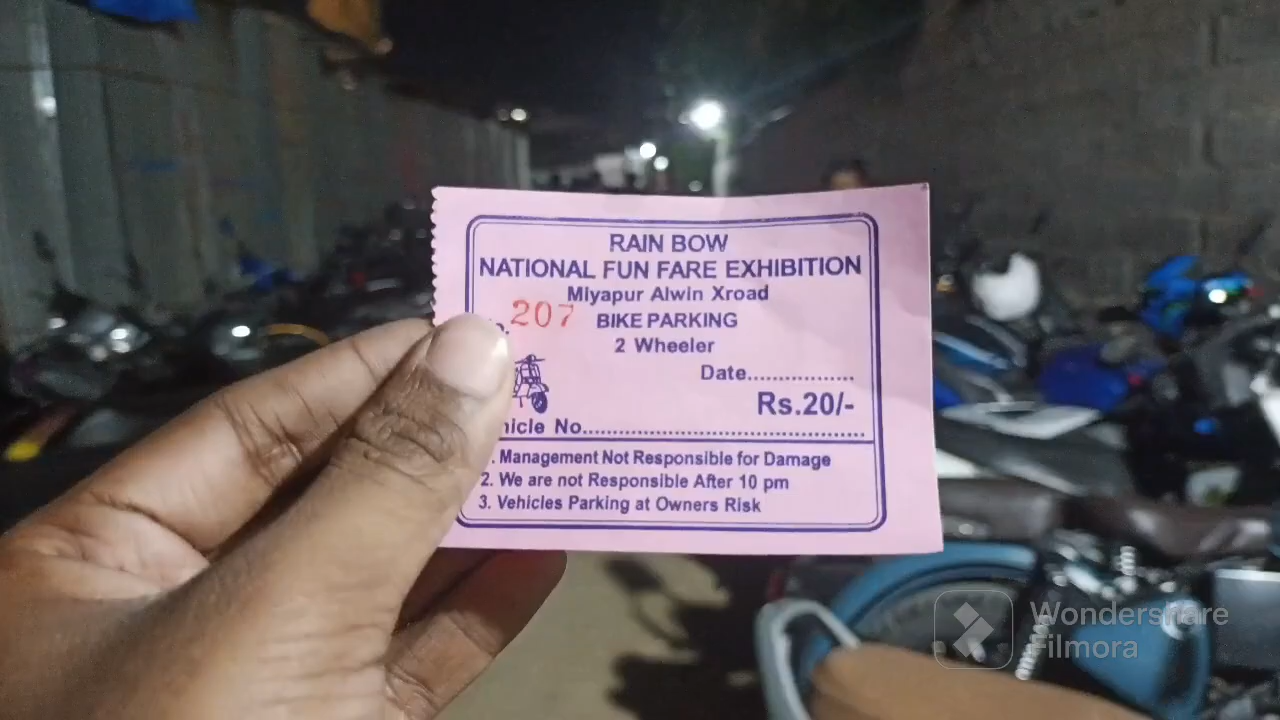 RAIN BOW
NATIONAL FUN FARE EXHIBITION
Miyapur Alwin Xroad
207 BIKE PARKING
2 Wheeler
Date.................
Rs.20/-
No............................................
Management Not Responsible for Damage
2. We are not Responsible After 10 pm
3. Vehicles Parking at Owners Risk
Wondershare
Filmora